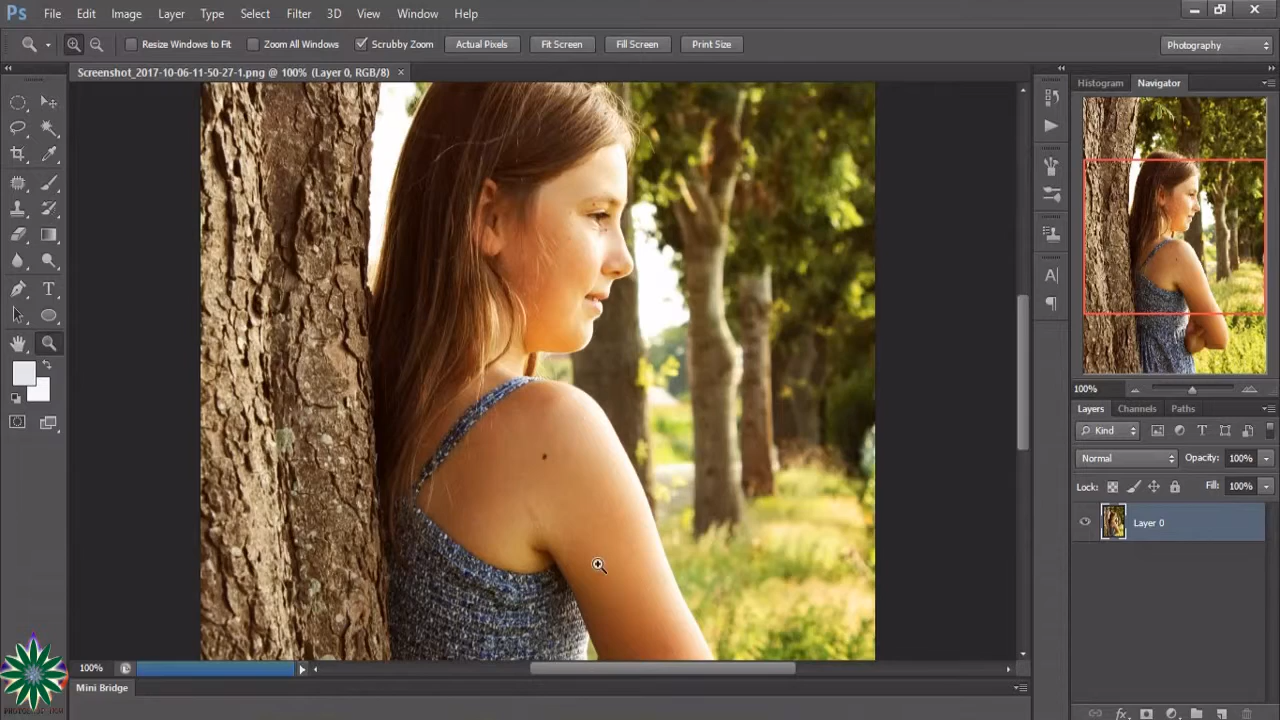 Ps File Edit Image Layer Type Select Filter 3D View Window Help
Resize Windows to Fit Zoom All Windows Scrubby Zoom Actual Pixels Fit Screen Fill Screen Print Size Photography
Screenshot_2017-10-06-11-50-27-1.png @ 100% (Layer 0, RGB/8) ×
Histogram Navigator
100%
Layers Channels Paths
Kind
Normal Opacity: 100%
Lock: Fill: 100%
Layer 0
100%
Mini Bridge